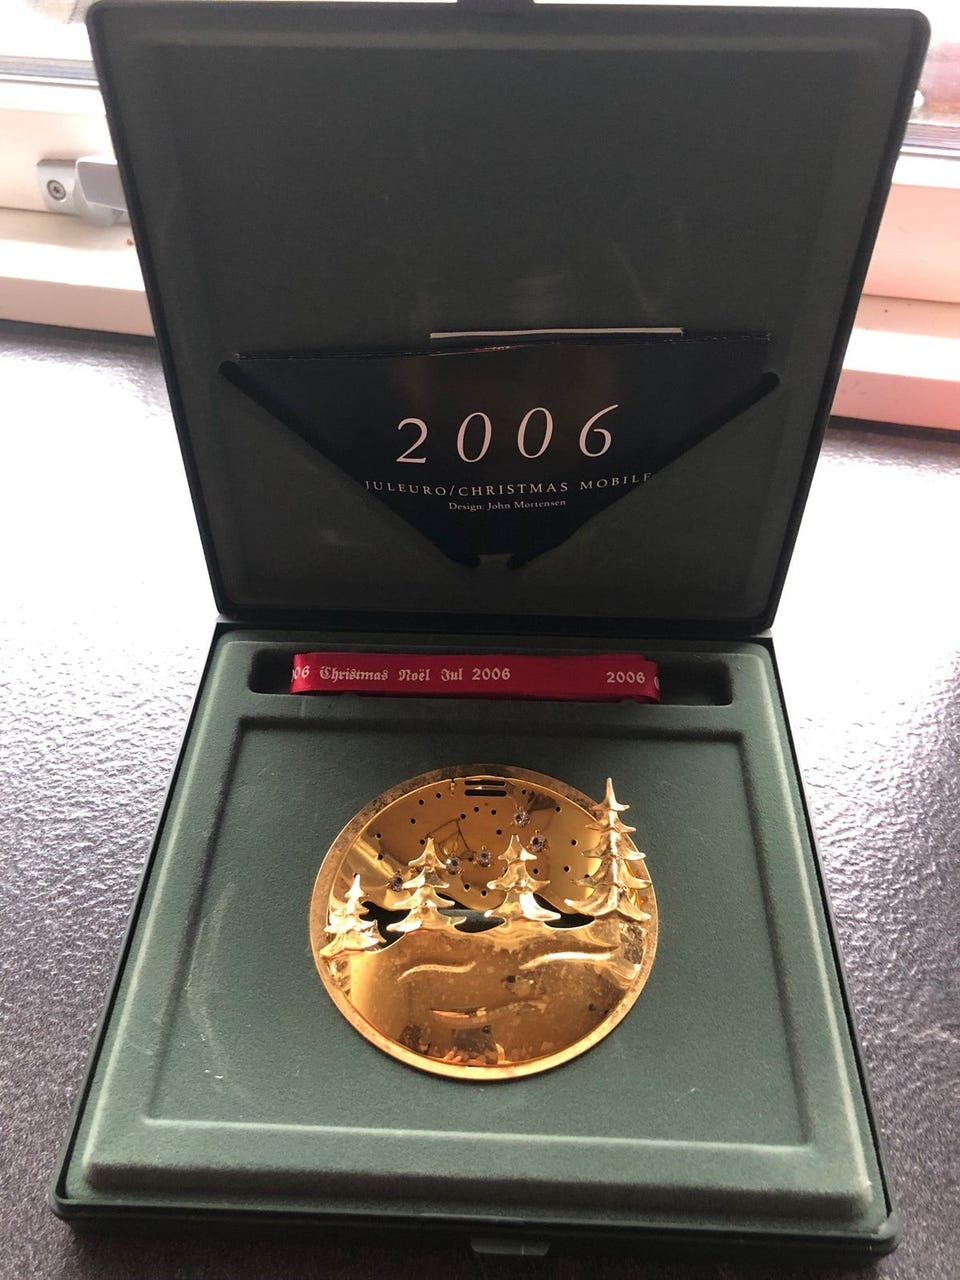 2006
JULEURO/CHRISTMAS MOBILE
Design: John Mortensen
06 Christmas Noël Jul 2006 2006